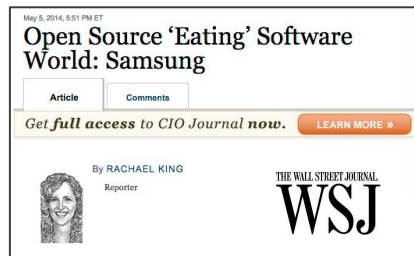 May 5, 2014, 5:51 PM ET
Open Source ‘Eating’ Software
World: Samsung
Article
Comments
Get full access to CIO Journal now.
LEARN MORE »
By RACHAEL KING
Reporter
THE WALL STREET JOURNAL.
WSJ